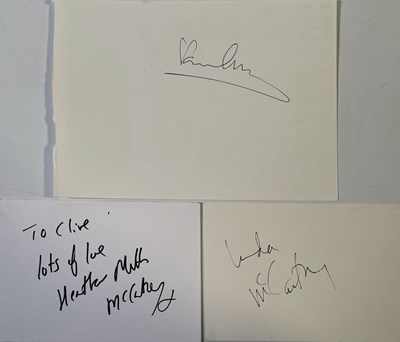 To Clive
lots of love
Heather Mills
McCartney
Linda
McCartney